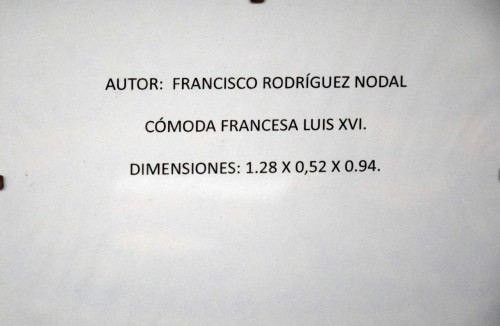 AUTOR: FRANCISCO RODRÍGUEZ NODAL
CÓMODA FRANCESA LUIS XVI.
DIMENSIONES: 1.28 X 0,52 X 0.94.